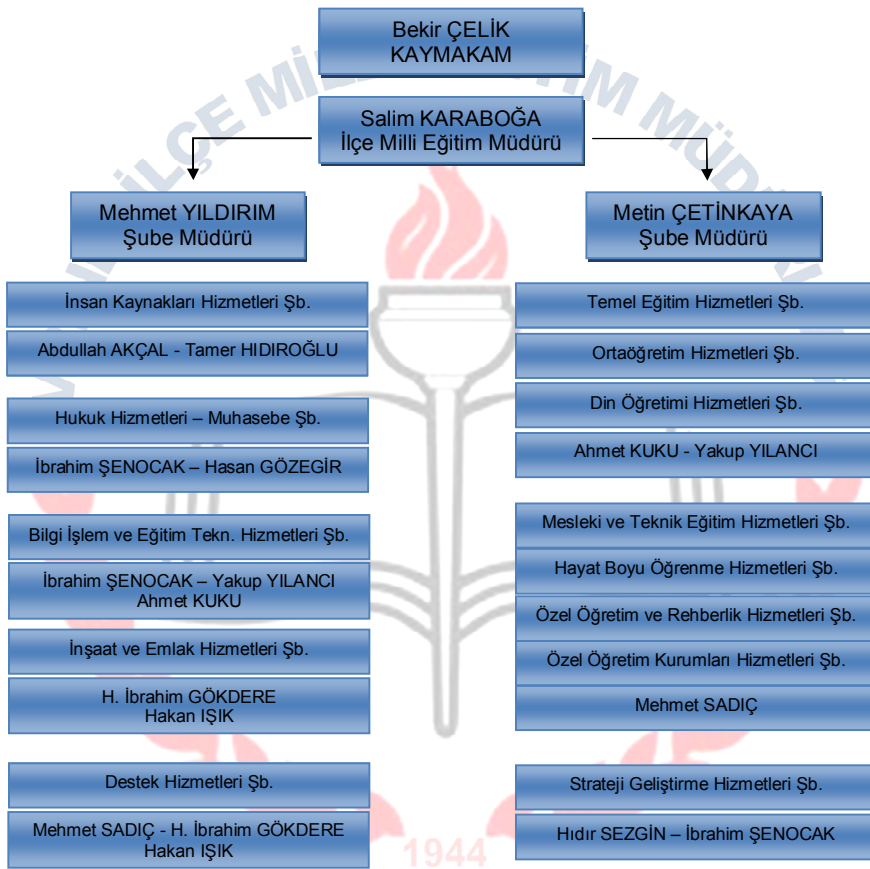 Bekir ÇELİK
KAYMAKAM
Salim KARABOĞA
İlçe Milli Eğitim Müdürü
Mehmet YILDIRIM
Şube Müdürü
İnsan Kaynakları Hizmetleri Şb.
Abdullah AKÇAL - Tamer HIDIROĞLU
Hukuk Hizmetleri – Muhasebe Şb.
İbrahim ŞENOCAK – Hasan GÖZEGİR
Bilgi İşlem ve Eğitim Tekn. Hizmetleri Şb.
İbrahim ŞENOCAK – Yakup YILANCI
Ahmet KUKU
İnşaat ve Emlak Hizmetleri Şb.
H. İbrahim GÖKDERE
Hakan IŞIK
Destek Hizmetleri Şb.
Mehmet SADIÇ - H. İbrahim GÖKDERE
Hakan IŞIK
Metin ÇETİNKAYA
Şube Müdürü
Temel Eğitim Hizmetleri Şb.
Ortaöğretim Hizmetleri Şb.
Din Öğretimi Hizmetleri Şb.
Ahmet KUKU - Yakup YILANCI
Mesleki ve Teknik Eğitim Hizmetleri Şb.
Hayat Boyu Öğrenme Hizmetleri Şb.
Özel Öğretim ve Rehberlik Hizmetleri Şb.
Özel Öğretim Kurumları Hizmetleri Şb.
Mehmet SADIÇ
Strateji Geliştirme Hizmetleri Şb.
Hıdır SEZGİN – İbrahim ŞENOCAK
İLÇE
1944